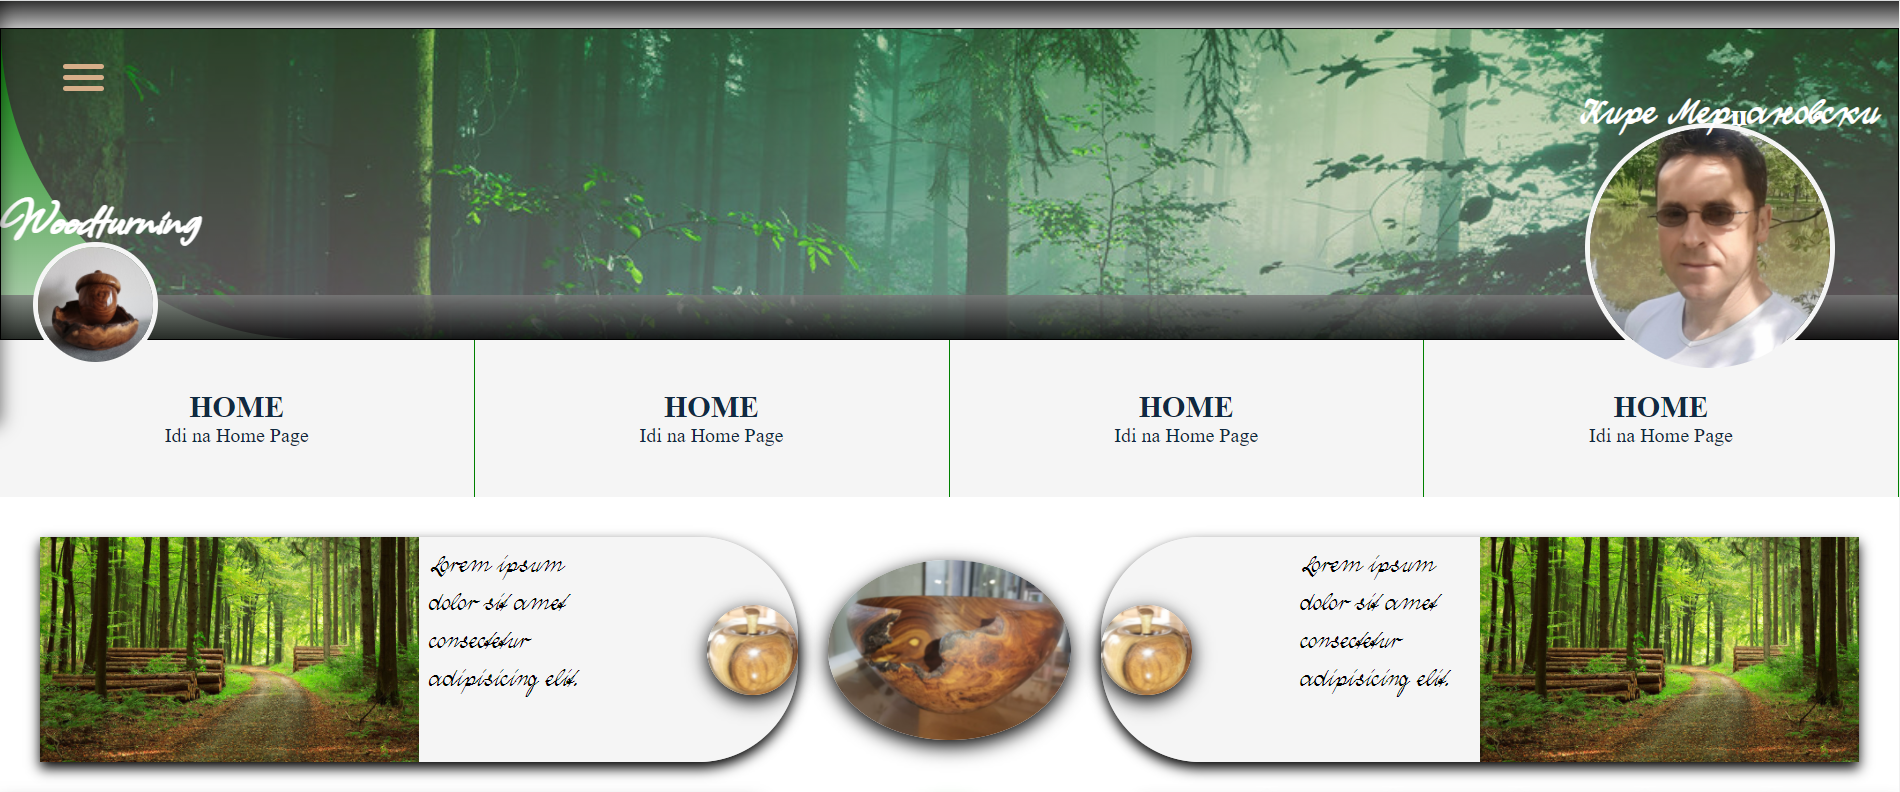 Кире Мерџановски
Woodturning
HOME
Idi na Home Page
HOME
Idi na Home Page
HOME
Idi na Home Page
HOME
Idi na Home Page
Lorem ipsum
dolor sit amet
consectetur
adipisicing elit.
Lorem ipsum
dolor sit amet
consectetur
adipisicing elit.